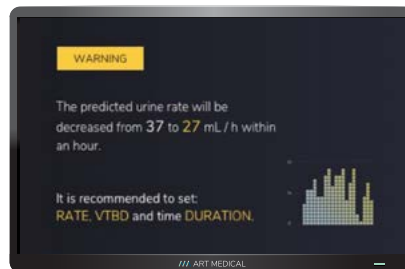 WARNING
The predicted urine rate will be
decreased from 37 to 27 mL / h within
an hour.
It is recommended to set:
RATE, VTBD and time DURATION.
/// ART MEDICAL